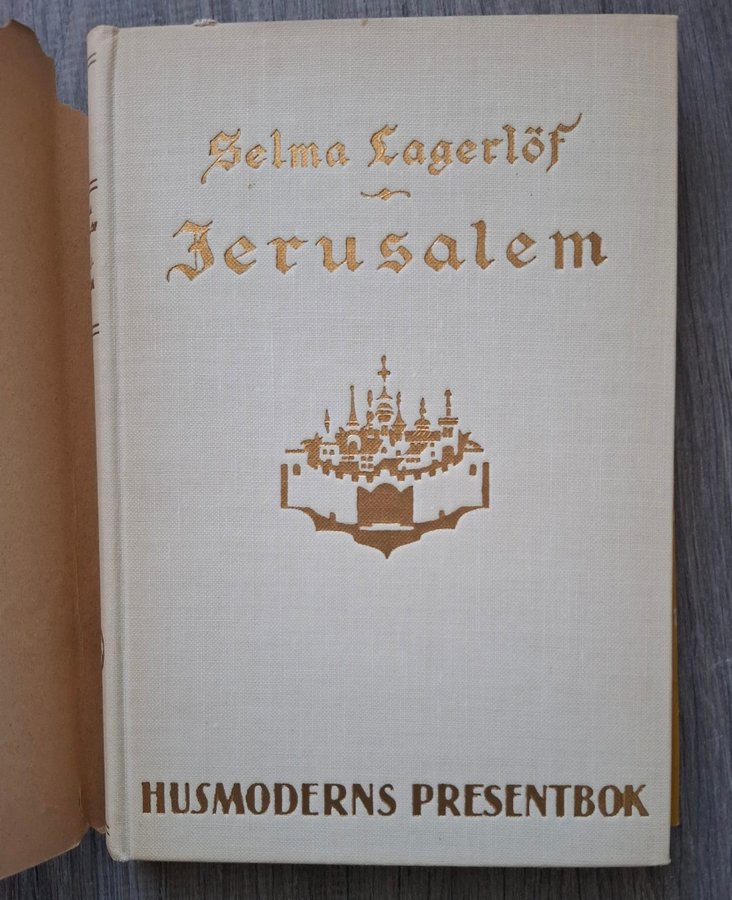 Selma Lagerlöf
Jerusalem
HUSMODERNS PRESENTBOK